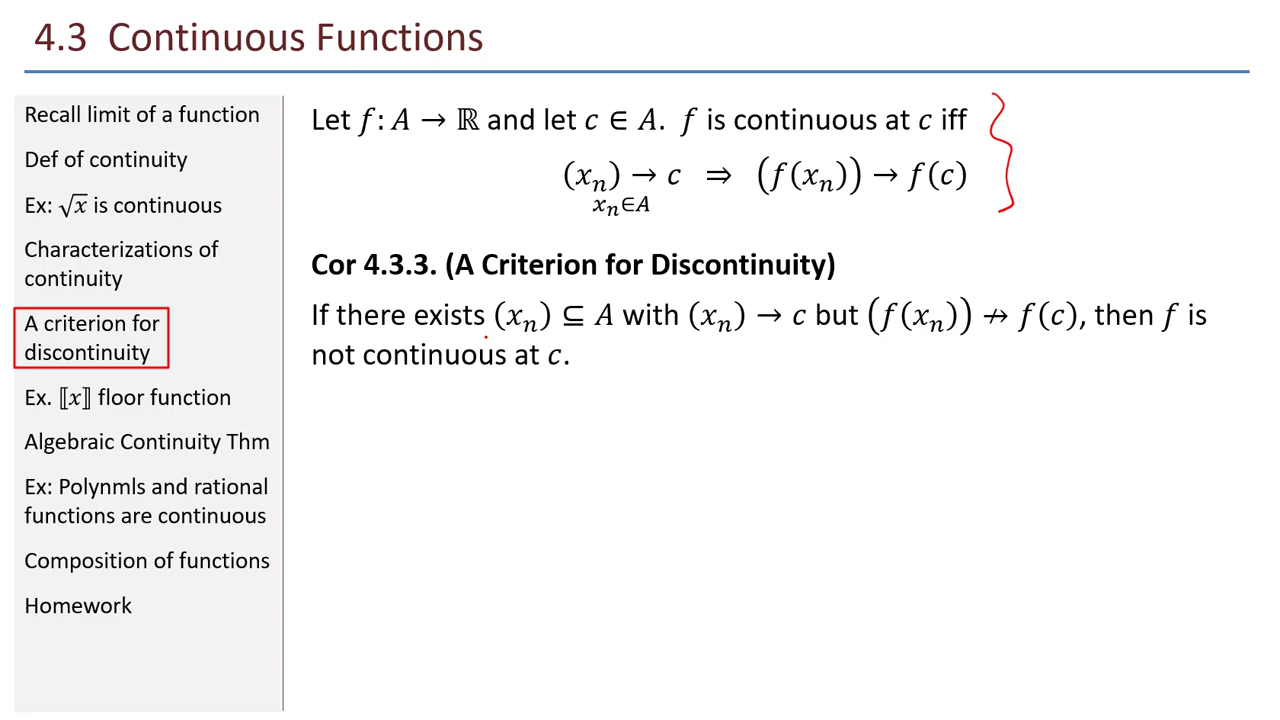 4.3 Continuous Functions
Recall limit of a function
Def of continuity
Ex: √x is continuous
Characterizations of
continuity
A criterion for
discontinuity
Ex. ⟦x⟧ floor function
Algebraic Continuity Thm
Ex: Polynmls and rational
functions are continuous
Composition of functions
Homework
Let f: A → ℝ and let c ∈ A. f is continuous at c iff
(xₙ) → c ⇒ (f(xₙ)) → f(c)
xₙ∈A
Cor 4.3.3. (A Criterion for Discontinuity)
If there exists (xₙ) ⊆ A with (xₙ) → c but (f(xₙ)) ↛ f(c), then f is
not continuous at c.